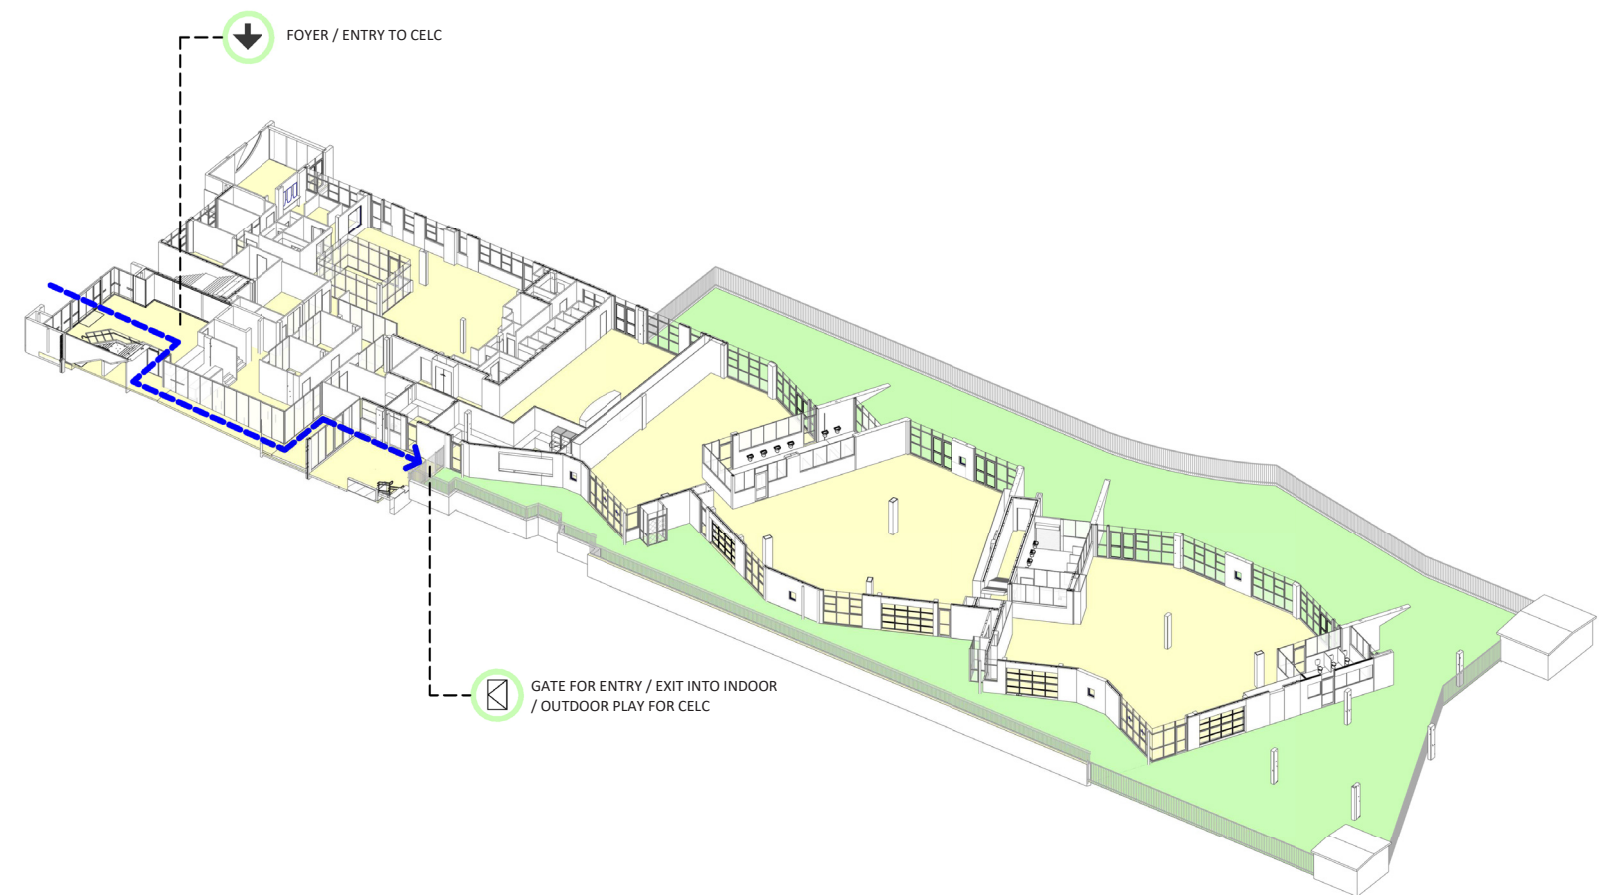 FOYER / ENTRY TO CELC
GATE FOR ENTRY / EXIT INTO INDOOR
/ OUTDOOR PLAY FOR CELC